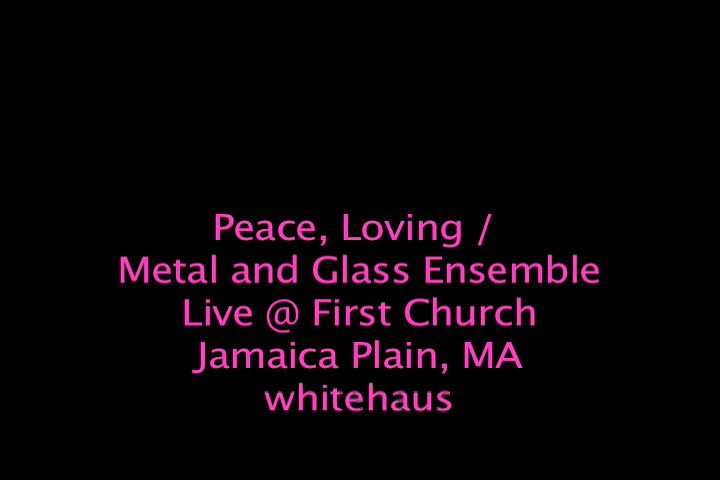 Peace, Loving /
Metal and Glass Ensemble
Live @ First Church
Jamaica Plain, MA
whitehaus